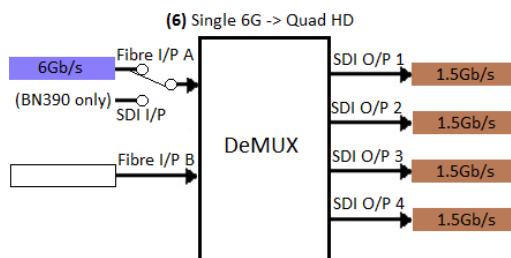 (6) Single 6G -> Quad HD
Fibre I/P A
6Gb/s
(BN390 only)
SDI I/P
Fibre I/P B
DeMUX
SDI O/P 1
1.5Gb/s
SDI O/P 2
1.5Gb/s
SDI O/P 3
1.5Gb/s
SDI O/P 4
1.5Gb/s